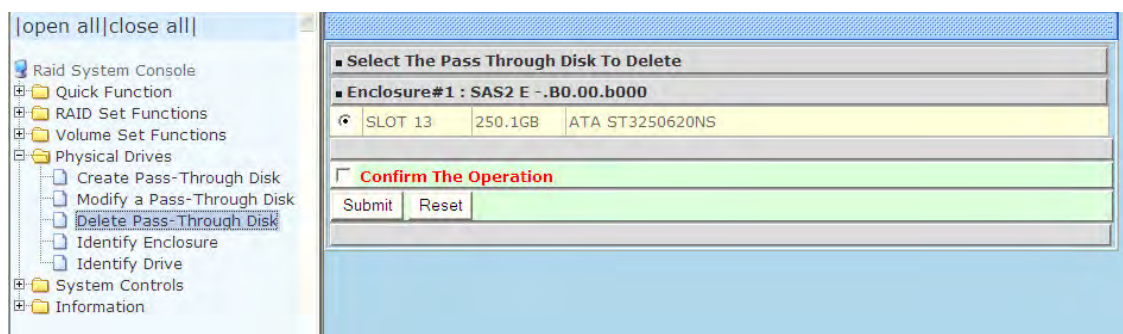 |open all|close all|
Raid System Console
Quick Function
RAID Set Functions
Volume Set Functions
Physical Drives
Create Pass-Through Disk
Modify a Pass-Through Disk
Delete Pass-Through Disk
Identify Enclosure
Identify Drive
System Controls
Information
Select The Pass Through Disk To Delete
Enclosure#1 : SAS2 E -.B0.00.b000
SLOT 13 250.1GB ATA ST3250620NS
Confirm The Operation
Submit Reset